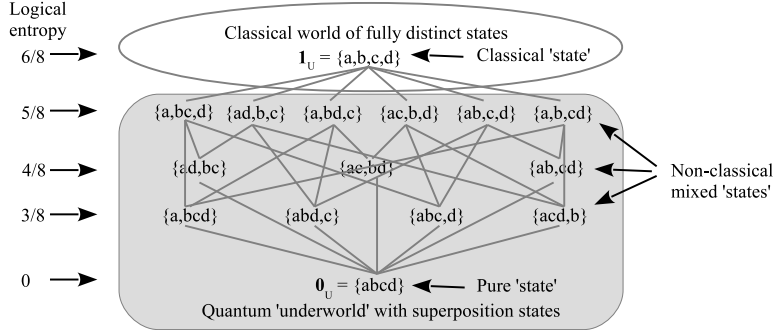 Logical
entropy
Classical world of fully distinct states
6/8
1U = {a,b,c,d}
Classical 'state'
5/8
{a,bc,d} {ad,b,c} {a,bd,c} {ac,b,d} {ab,c,d} {a,b,cd}
4/8
{ad,bc} {ac,bd} {ab,cd}
Non-classical
mixed 'states'
3/8
{a,bcd} {abd,c} {abc,d} {acd,b}
0
0U = {abcd}
Pure 'state'
Quantum 'underworld' with superposition states